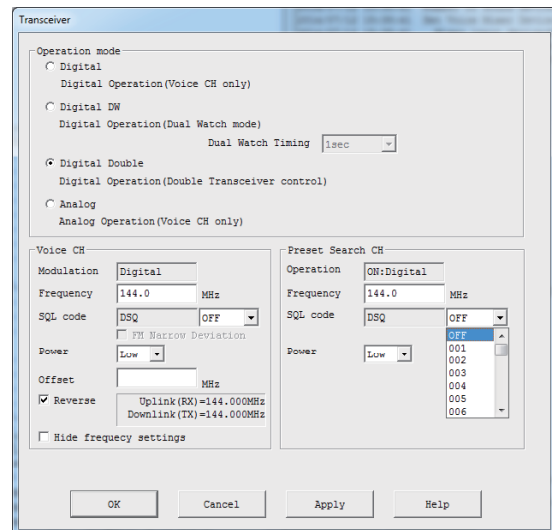 Transceiver
Operation mode
Digital
Digital Operation(Voice CH only)
Digital DW
Digital Operation(Dual Watch mode)
Dual Watch Timing 1sec
Digital Double
Digital Operation(Double Transceiver control)
Analog
Analog Operation(Voice CH only)
Voice CH
Modulation Digital
Frequency 144.0 MHz
SQL code DSQ OFF
FM Narrow Deviation
Power Low
Offset MHz
Reverse
Uplink(RX)=144.000MHz
Downlink(TX)=144.000MHz
Hide frequecy settings
Preset Search CH
Operation ON:Digital
Frequency 144.0 MHz
SQL code DSQ OFF
OFF
001
002
003
004
005
006
Power Low
OK Cancel Apply Help